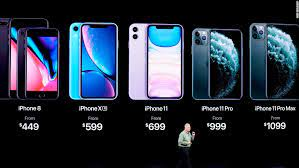 iPhone 8
From
$449
iPhone XR
From
$599
iPhone 11
From
$699
iPhone 11 Pro
From
$999
iPhone 11 Pro Max
From
$1099